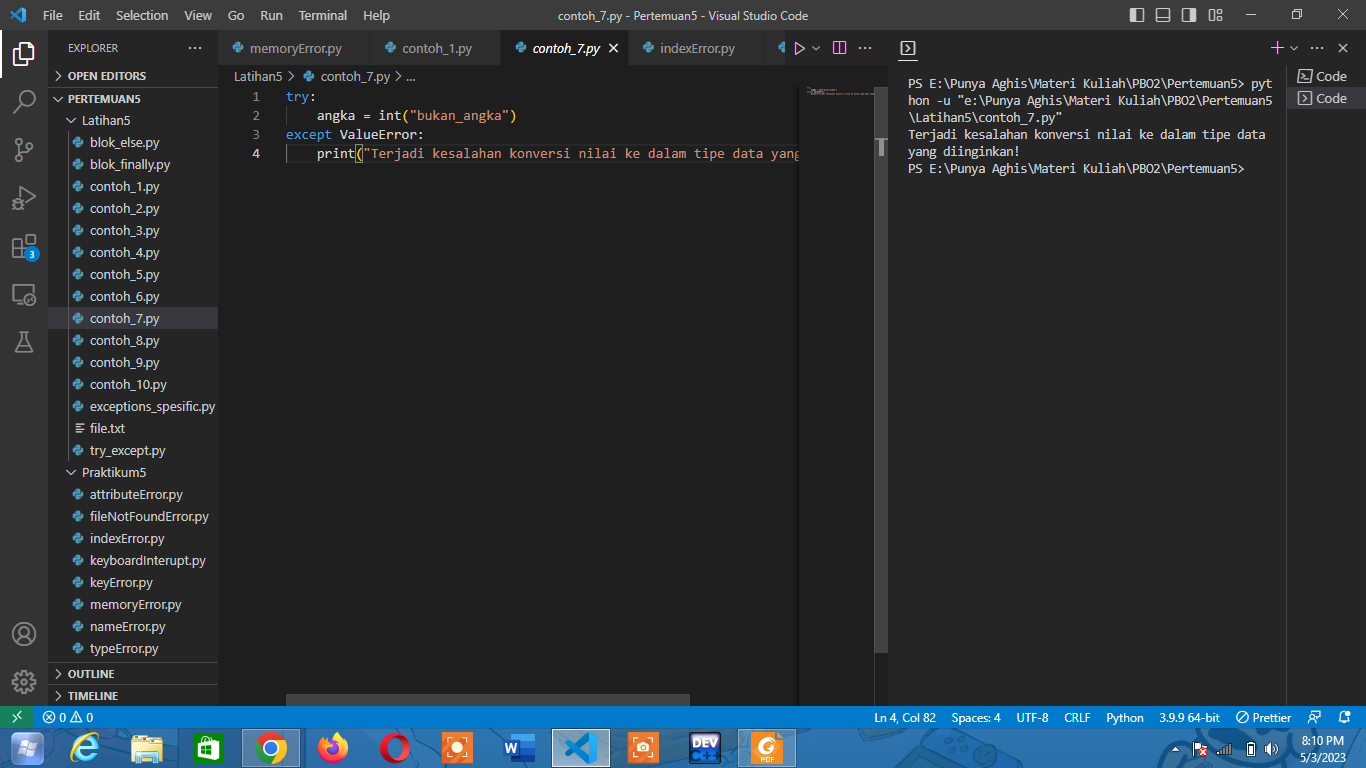 File Edit Selection View Go Run Terminal Help contoh_7.py - Pertemuan5 - Visual Studio Code
EXPLORER
OPEN EDITORS
PERTEMUAN5
Latihan5
blok_else.py
blok_finally.py
contoh_1.py
contoh_2.py
contoh_3.py
contoh_4.py
contoh_5.py
contoh_6.py
contoh_7.py
contoh_8.py
contoh_9.py
contoh_10.py
exceptions_spesific.py
file.txt
try_except.py
Praktikum5
attributeError.py
fileNotFoundError.py
indexError.py
keyboardInterupt.py
keyError.py
memoryError.py
nameError.py
typeError.py
OUTLINE
TIMELINE
3
memoryError.py contoh_1.py contoh_7.py indexError.py
Latihan5 > contoh_7.py > ...
1 try:
2 angka = int("bukan_angka")
3 except ValueError:
4 print("Terjadi kesalahan konversi nilai ke dalam tipe data yang
PS E:\Punya Aghis\Materi Kuliah\PBO2\Pertemuan5> pyt
hon -u "e:\Punya Aghis\Materi Kuliah\PBO2\Pertemuan5
\Latihan5\contoh_7.py"
Terjadi kesalahan konversi nilai ke dalam tipe data
yang diinginkan!
PS E:\Punya Aghis\Materi Kuliah\PBO2\Pertemuan5>
Code
Code
0 0 Ln 4, Col 82 Spaces: 4 UTF-8 CRLF Python 3.9.9 64-bit Prettier
W DEV C++ PDF
8:10 PM
5/3/2023